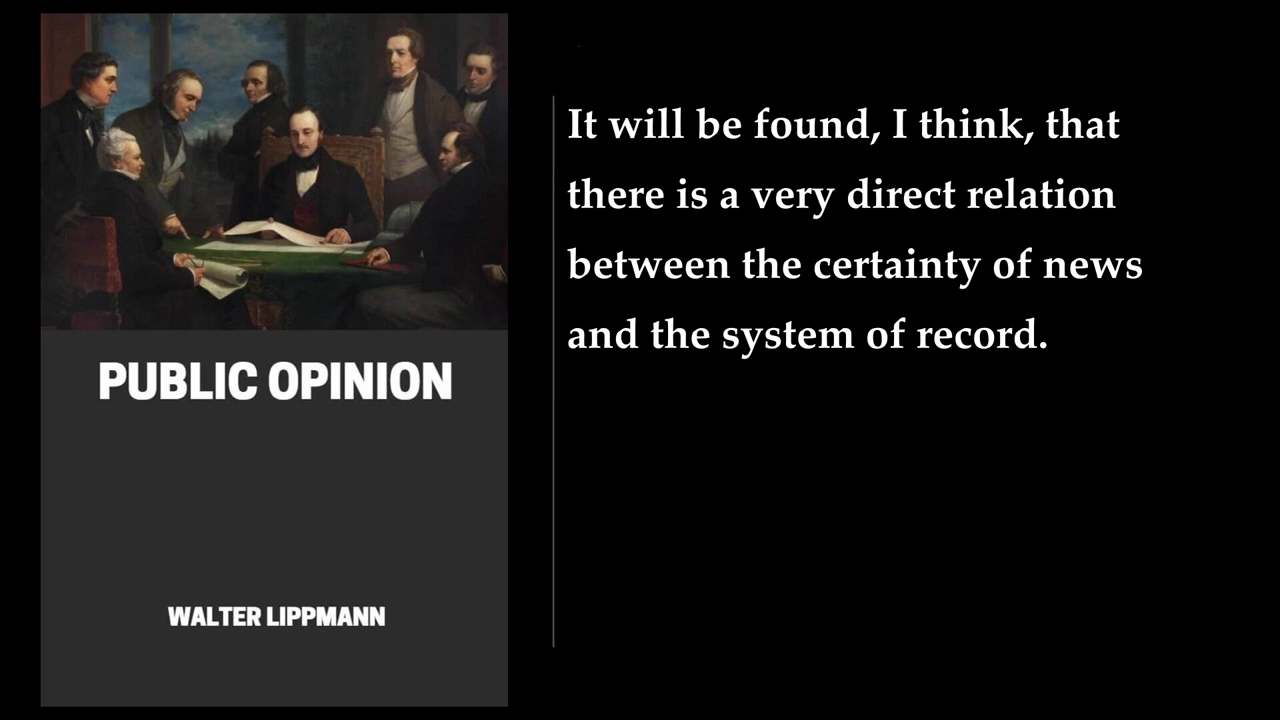 PUBLIC OPINION
WALTER LIPPMANN
It will be found, I think, that
there is a very direct relation
between the certainty of news
and the system of record.